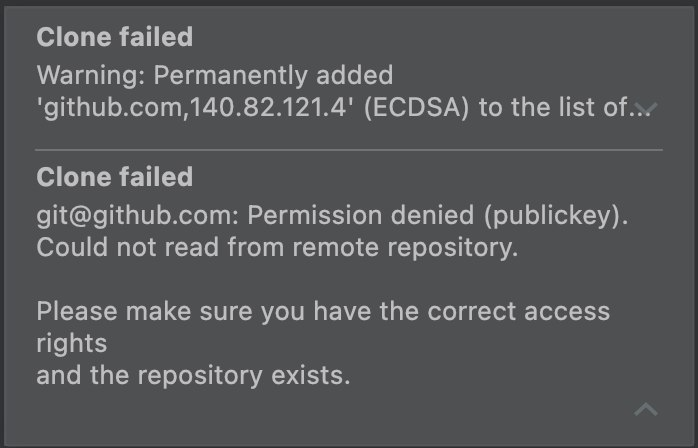 Clone failed
Warning: Permanently added
'github.com,140.82.121.4' (ECDSA) to the list of...
Clone failed
git@github.com: Permission denied (publickey).
Could not read from remote repository.
Please make sure you have the correct access
rights
and the repository exists.